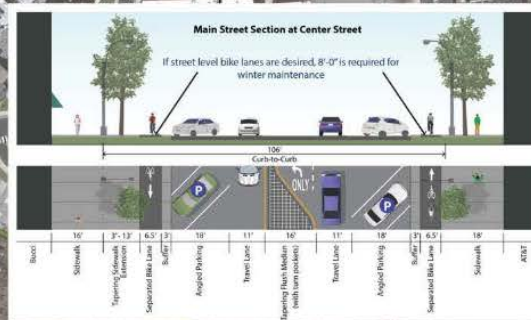 Main Street Section at Center Street
If street level bike lanes are desired, 8'-0" is required for
winter maintenance
106'
Curb-to-Curb
P
ONLY
P
16'
3'- 13'
6.5'
3'
18'
11'
16'
11'
18'
3'
6.5'
18'
Bucci
Sidewalk
Tapering Sidewalk
Extension
Separated Bike Lane
Buffer
Angled Parking
Travel Lane
Tapering Flush Median
(with turn pockets)
Travel Lane
Angled Parking
Buffer
Separated Bike Lane
Sidewalk
AT&T